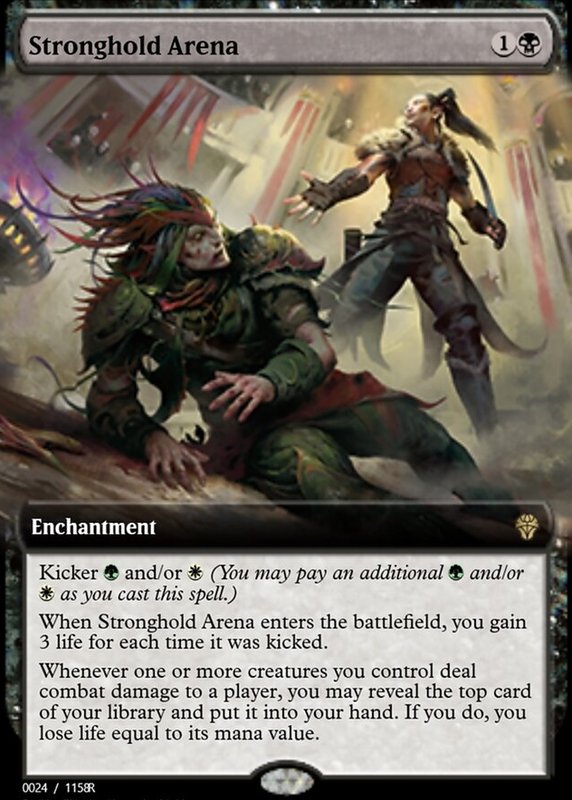 Stronghold Arena 1
Enchantment
Kicker and/or (You may pay an additional and/or
as you cast this spell.)
When Stronghold Arena enters the battlefield, you gain
3 life for each time it was kicked.
Whenever one or more creatures you control deal
combat damage to a player, you may reveal the top card
of your library and put it into your hand. If you do, you
lose life equal to its mana value.
0024 / 1158R